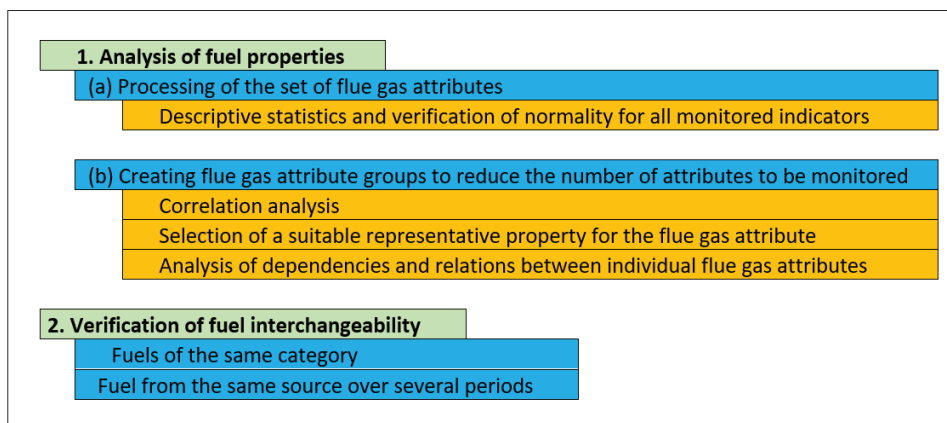 1. Analysis of fuel properties
(a) Processing of the set of flue gas attributes
Descriptive statistics and verification of normality for all monitored indicators
(b) Creating flue gas attribute groups to reduce the number of attributes to be monitored
Correlation analysis
Selection of a suitable representative property for the flue gas attribute
Analysis of dependencies and relations between individual flue gas attributes
2. Verification of fuel interchangeability
Fuels of the same category
Fuel from the same source over several periods